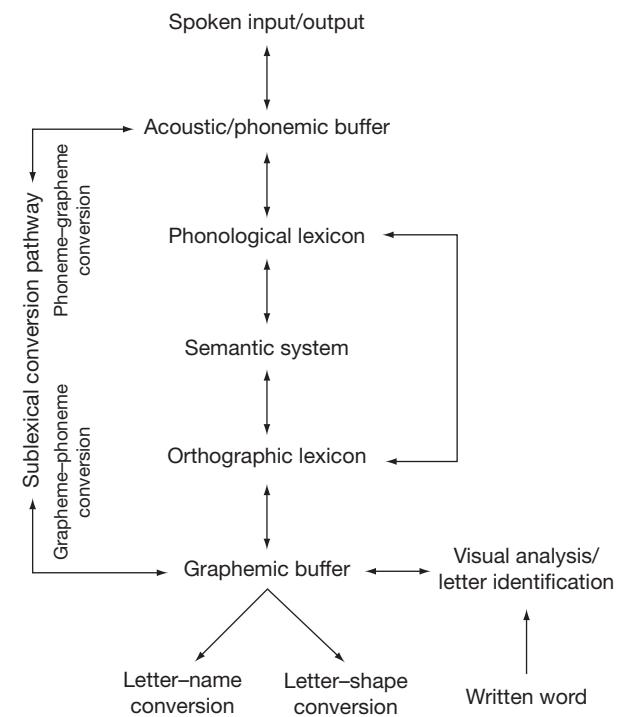 Spoken input/output
Acoustic/phonemic buffer
Sublexical conversion pathway
Phoneme–grapheme
conversion
Phonological lexicon
Semantic system
Grapheme–phoneme
conversion
Orthographic lexicon
Graphemic buffer
Visual analysis/
letter identification
Letter–name
conversion
Letter–shape
conversion
Written word